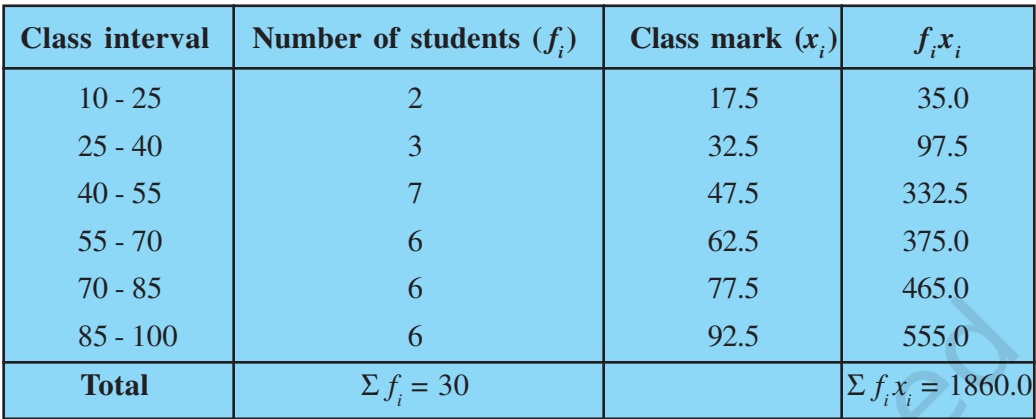 Class interval Number of students (fᵢ) Class mark (xᵢ) fᵢxᵢ
10 - 25 2 17.5 35.0
25 - 40 3 32.5 97.5
40 - 55 7 47.5 332.5
55 - 70 6 62.5 375.0
70 - 85 6 77.5 465.0
85 - 100 6 92.5 555.0
Total Σ fᵢ = 30 Σ fᵢxᵢ = 1860.0